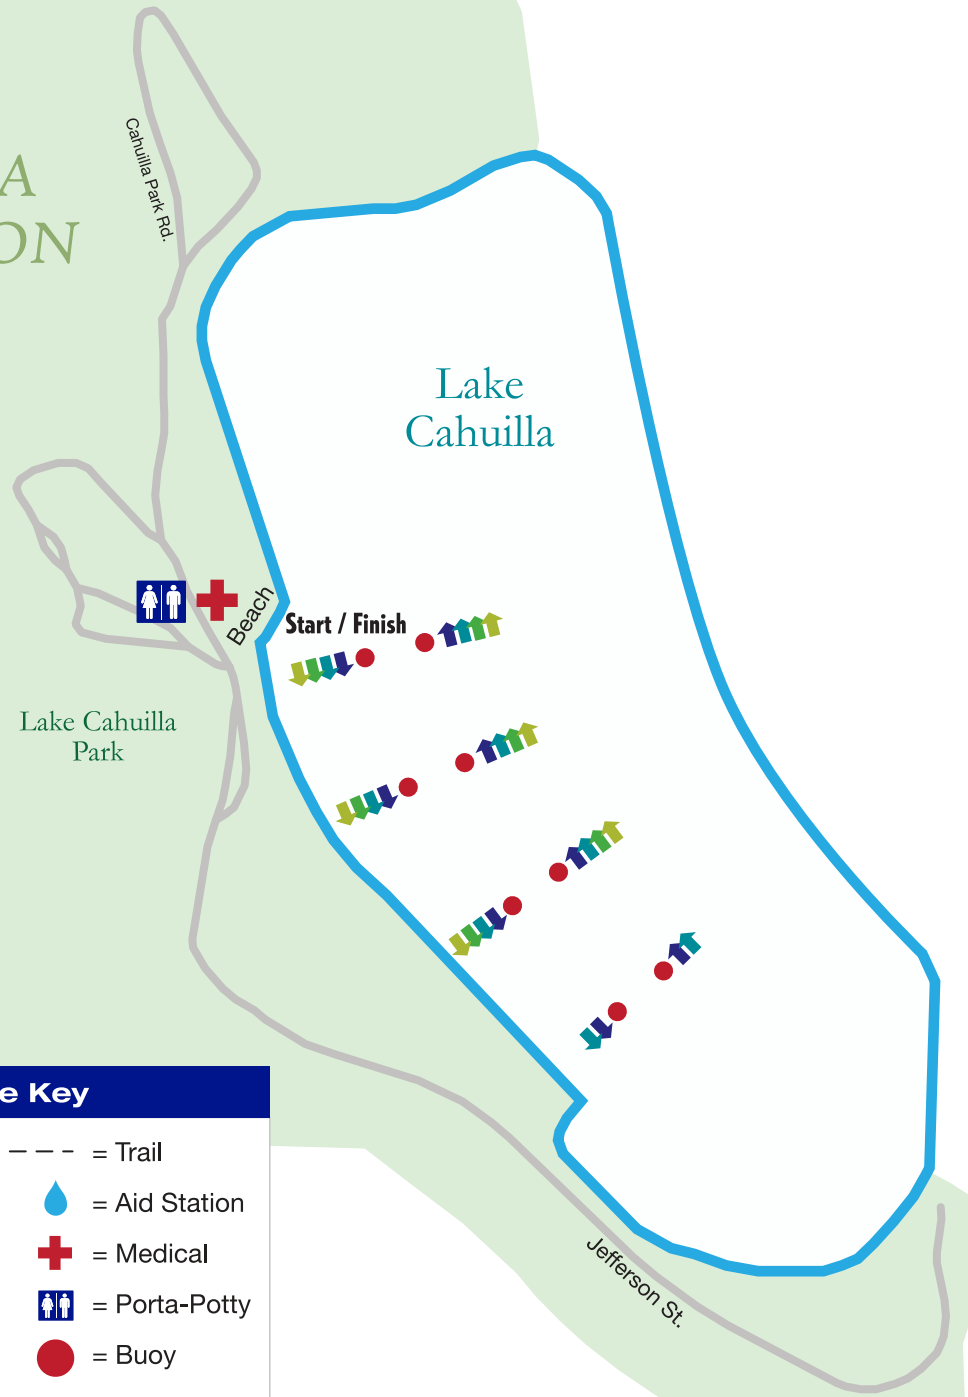 A
ON
Cahuilla Park Rd.
Lake
Cahuilla
Beach
Start / Finish
Lake Cahuilla
Park
e Key
= Trail
= Aid Station
= Medical
= Porta-Potty
= Buoy
Jefferson St.